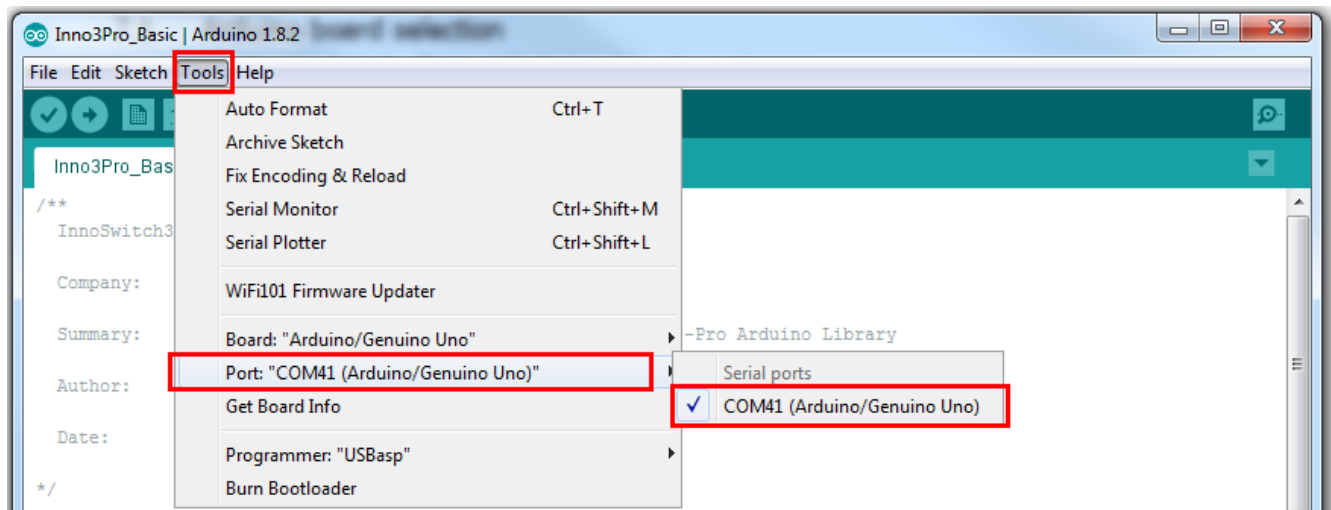 Inno3Pro_Basic | Arduino 1.8.2 board selection
File Edit Sketch Tools Help
Auto Format Ctrl+T
Archive Sketch
Inno3Pro_Bas
Fix Encoding & Reload
/**
Serial Monitor Ctrl+Shift+M
InnoSwitch3
Serial Plotter Ctrl+Shift+L
Company:
WiFi101 Firmware Updater
Summary: -Pro Arduino Library
Board: "Arduino/Genuino Uno"
Port: "COM41 (Arduino/Genuino Uno)" Serial ports
Author:
Get Board Info COM41 (Arduino/Genuino Uno)
Date:
Programmer: "USBasp"
*/
Burn Bootloader